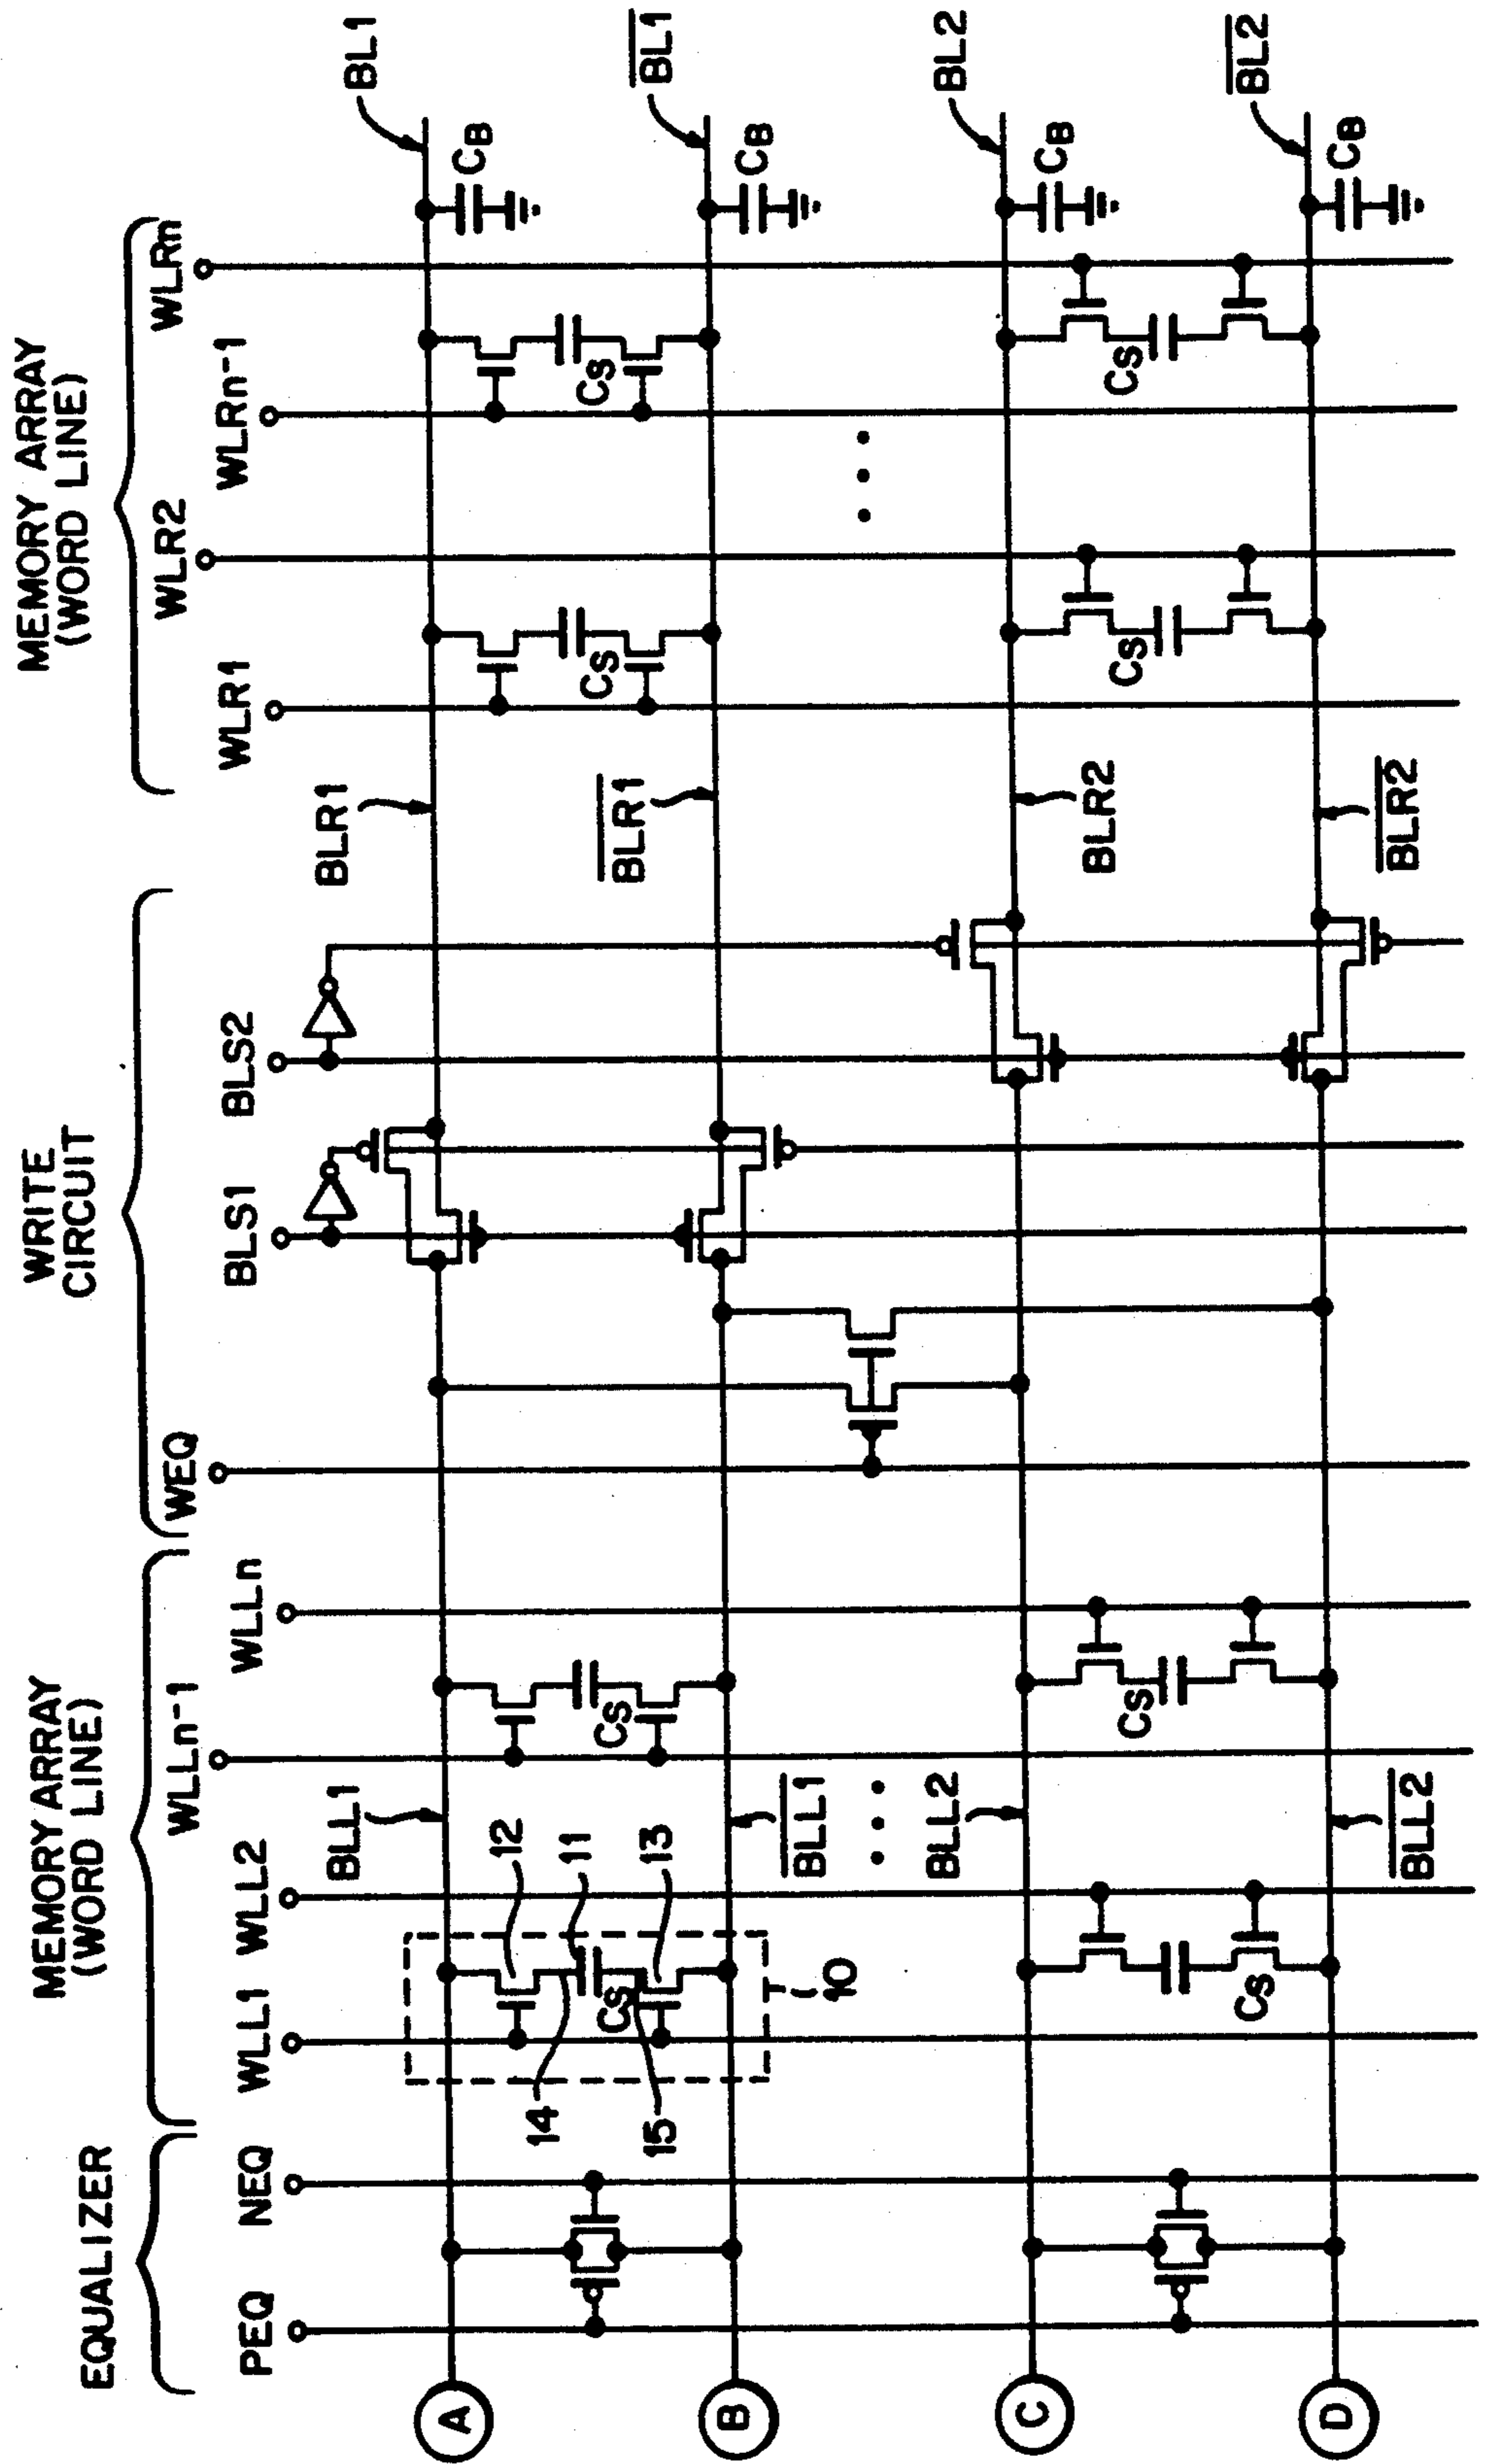 EQUALIZER
MEMORY ARRAY
(WORD LINE)
WRITE
CIRCUIT
MEMORY ARRAY
(WORD LINE)
PEQ
NEQ
WLL1
WLL2
WLLn-1
WLLn
WEQ
BLS1
BLS2
WLR1
WLR2
WLRn-1
WLRn
A
14
15
12
11
13
Cs
10
BLL1
Cs
BLR1
Cs
Cs
BL1
CB
B
BLL1
BLR1
BL1
CB
C
Cs
BLL2
Cs
BLR2
Cs
Cs
BL2
CB
D
BLL2
BLR2
BL2
CB